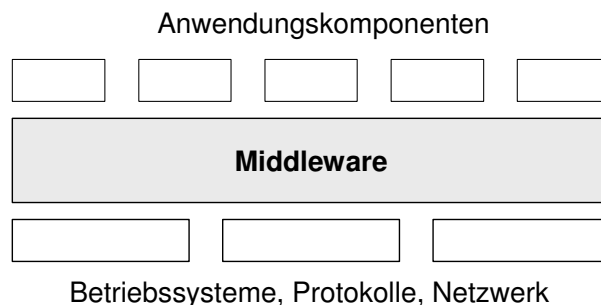 Anwendungskomponenten
Middleware
Betriebssysteme, Protokolle, Netzwerk